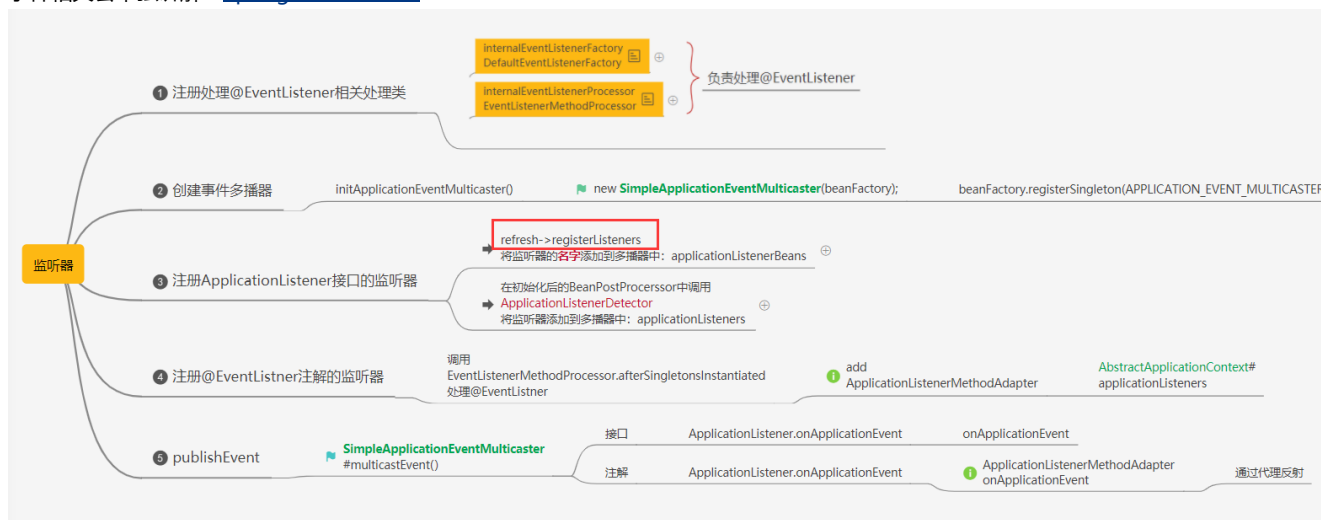 监听器
❶ 注册处理@EventListener相关处理类
internalEventListenerFactory
DefaultEventListenerFactory
internalEventListenerProcessor
EventListenerMethodProcessor
负责处理@EventListener
❷ 创建事件多播器
initApplicationEventMulticaster()
new SimpleApplicationEventMulticaster(beanFactory);
beanFactory.registerSingleton(APPLICATION_EVENT_MULTICASTER
❸ 注册ApplicationListener接口的监听器
refresh->registerListeners
将监听器的名字添加到多播器中：applicationListenerBeans
在初始化后的BeanPostProcerssor中调用
ApplicationListenerDetector
将监听器添加到多播器中：applicationListeners
❹ 注册@EventListner注解的监听器
调用
EventListenerMethodProcessor.afterSingletonsInstantiated
处理@EventListner
add
ApplicationListenerMethodAdapter
AbstractApplicationContext#
applicationListeners
❺ publishEvent
SimpleApplicationEventMulticaster
#multicastEvent()
接口
ApplicationListener.onApplicationEvent
onApplicationEvent
注解
ApplicationListener.onApplicationEvent
ApplicationListenerMethodAdapter
onApplicationEvent
通过代理反射